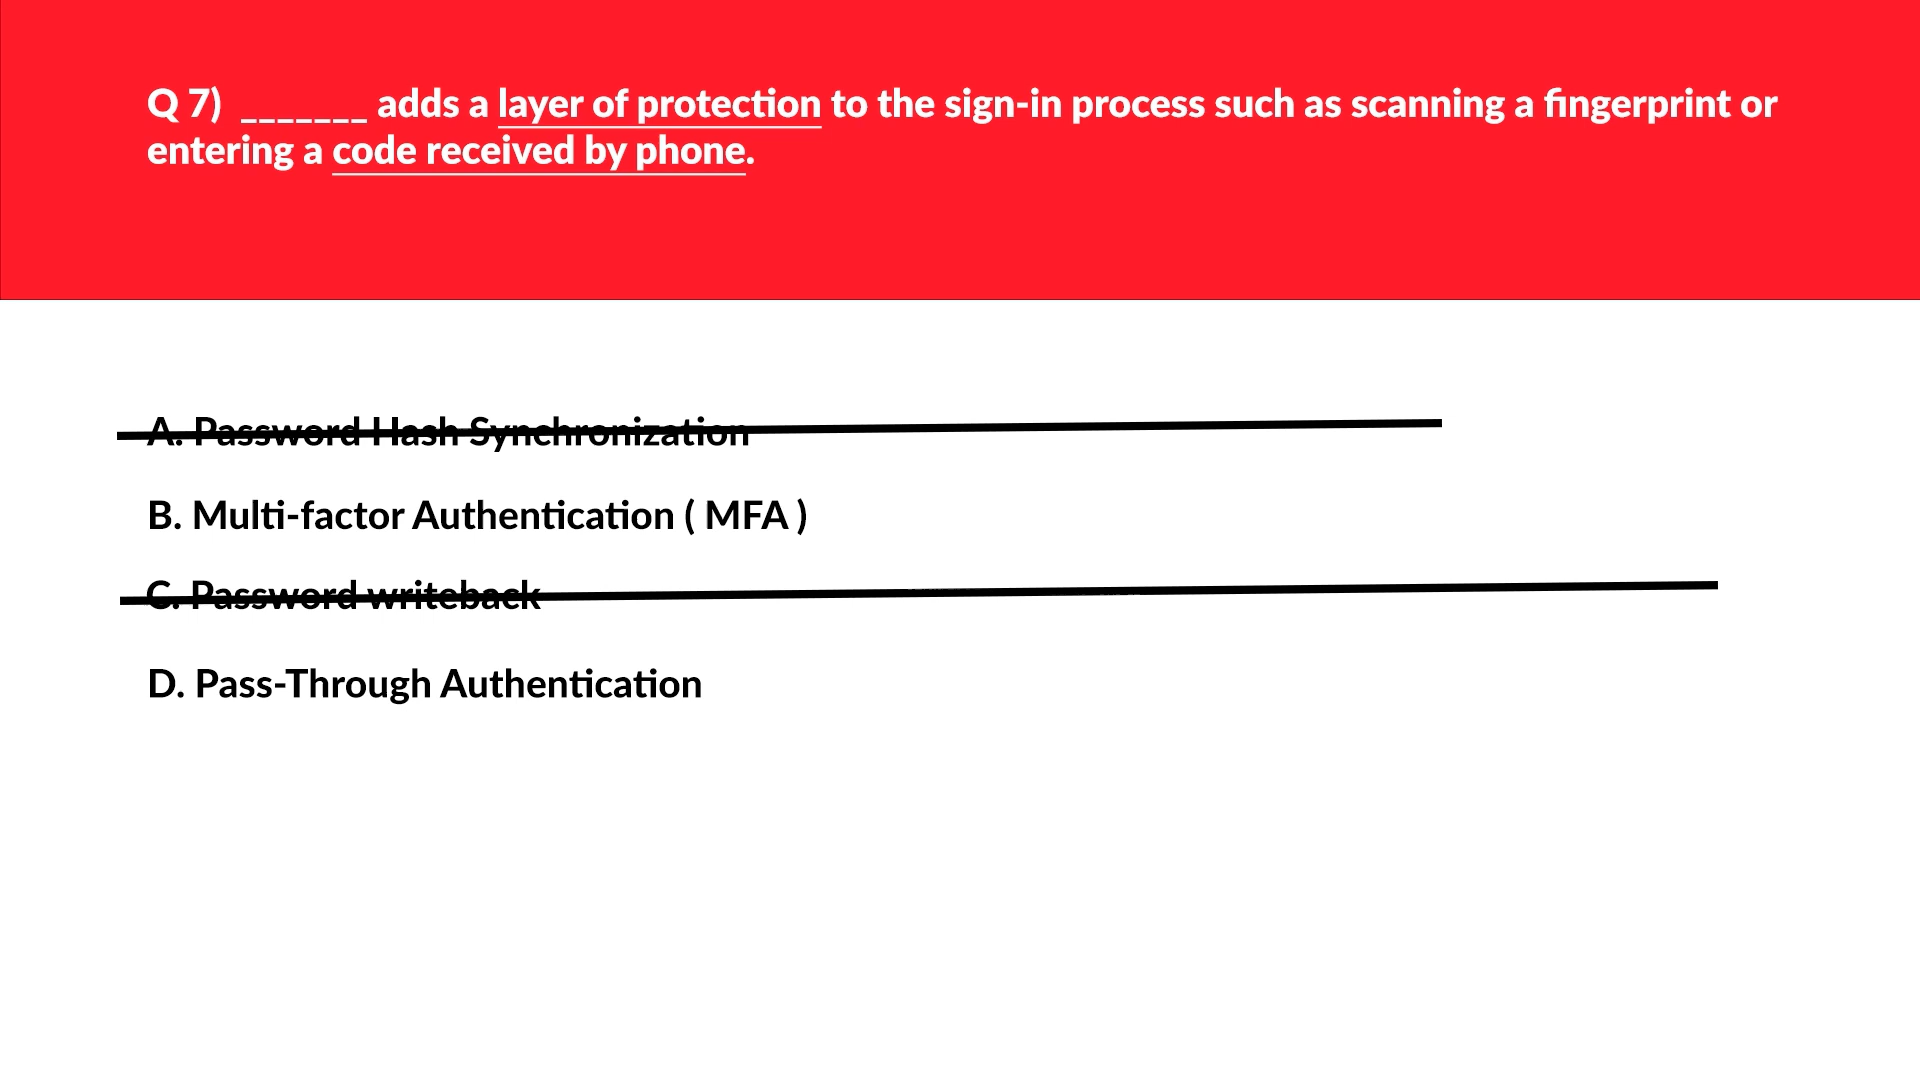 Q 7) _______ adds a layer of protection to the sign-in process such as scanning a fingerprint or
entering a code received by phone.
A. Password Hash Synchronization
B. Multi-factor Authentication ( MFA )
C. Password writeback
D. Pass-Through Authentication